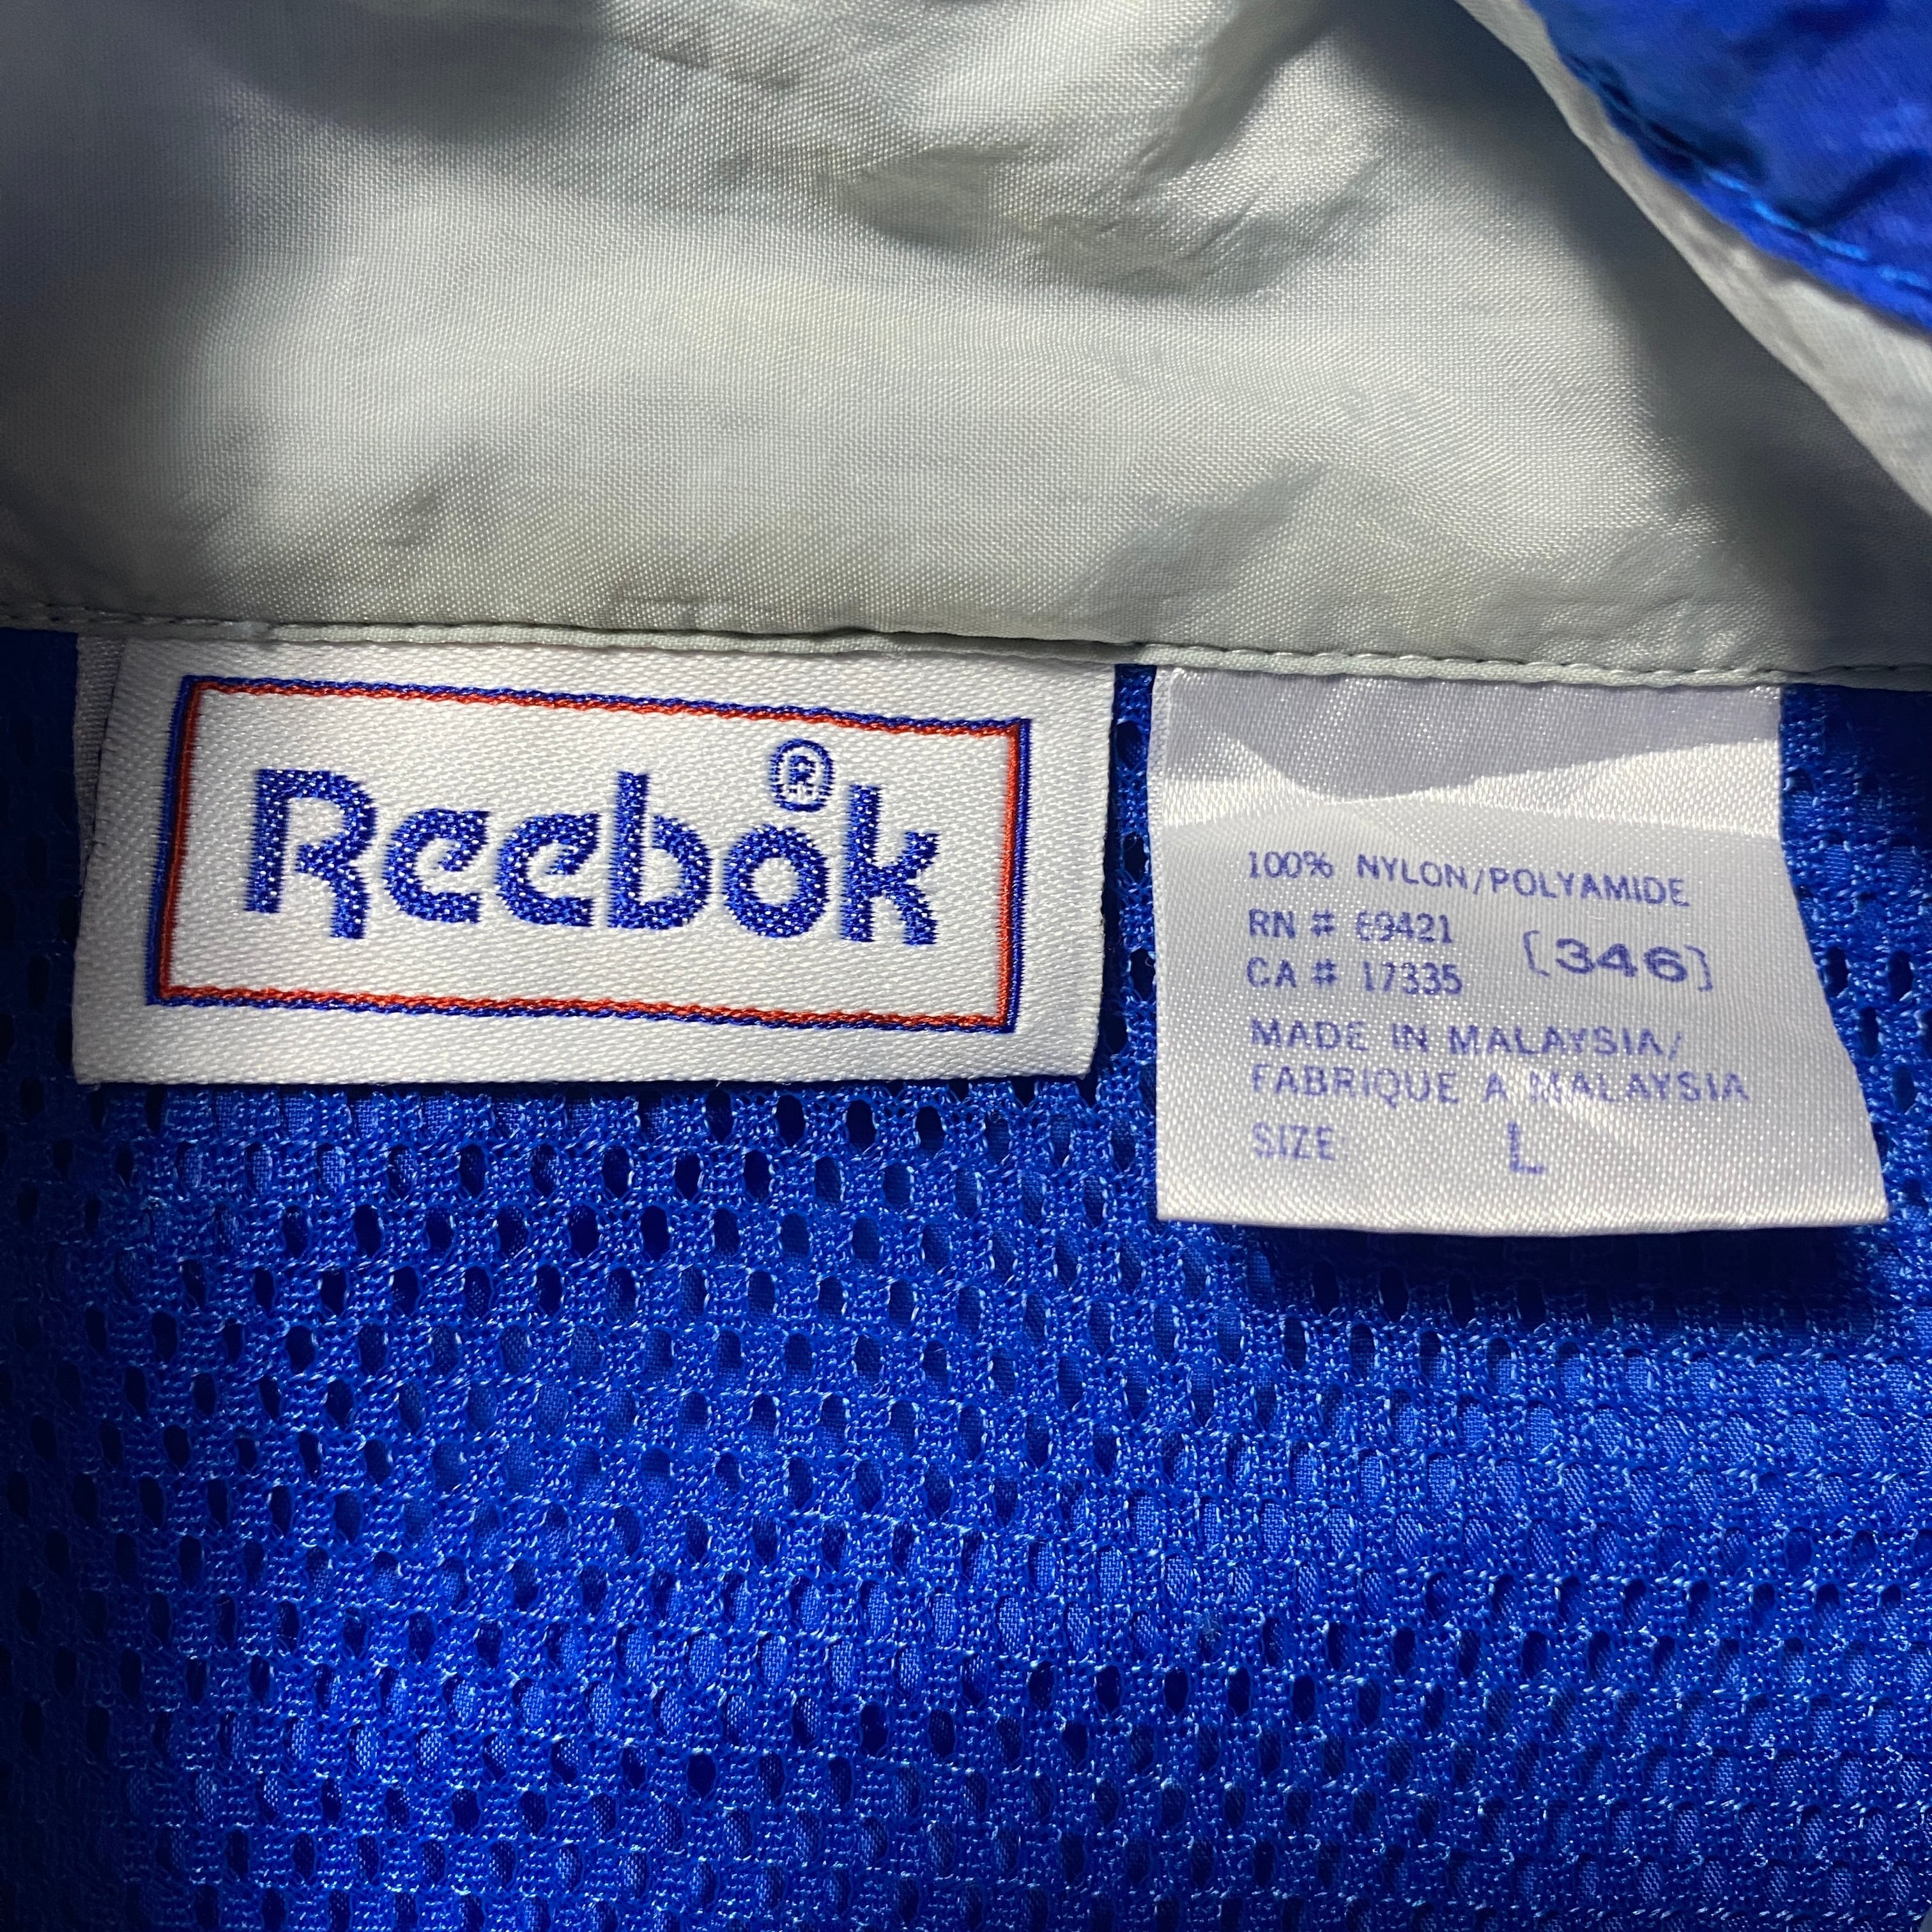 Reebok®
100% NYLON/POLYAMIDE
RN # 69421 [346]
CA # 17335
MADE IN MALAYSIA/
FABRIQUE A MALAYSIA
SIZE L